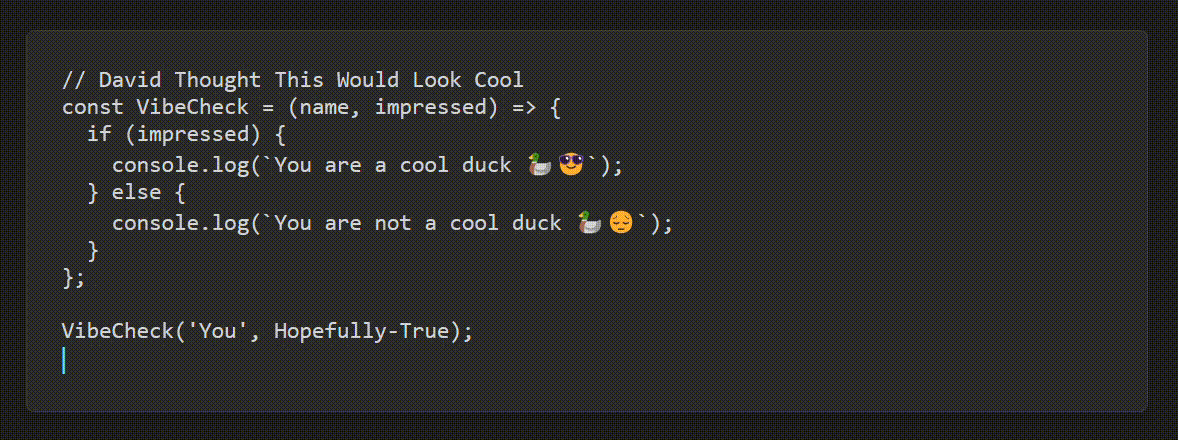 // David Thought This Would Look Cool
const VibeCheck = (name, impressed) => {
  if (impressed) {
    console.log(`You are a cool duck 🦆😎`);
  } else {
    console.log(`You are not a cool duck 🦆😔`);
  }
};

VibeCheck('You', Hopefully-True);